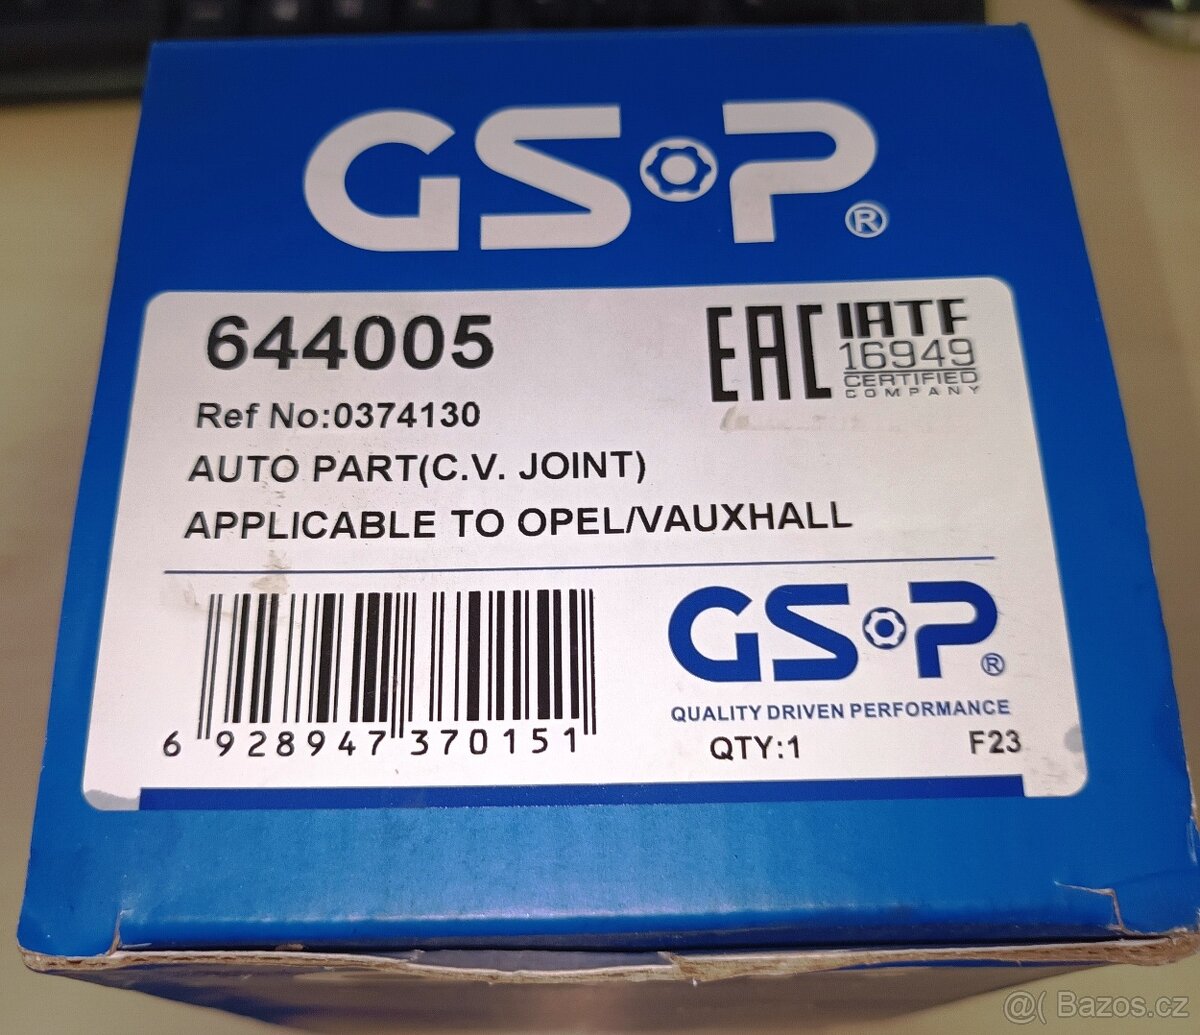 GSP®
644005
EAC
IATF
16949
CERTIFIED
COMPANY
Ref No:0374130
AUTO PART(C.V. JOINT)
APPLICABLE TO OPEL/VAUXHALL
6 928947 370151
GSP®
QUALITY DRIVEN PERFORMANCE
QTY:1 F23
@( Bazos.cz